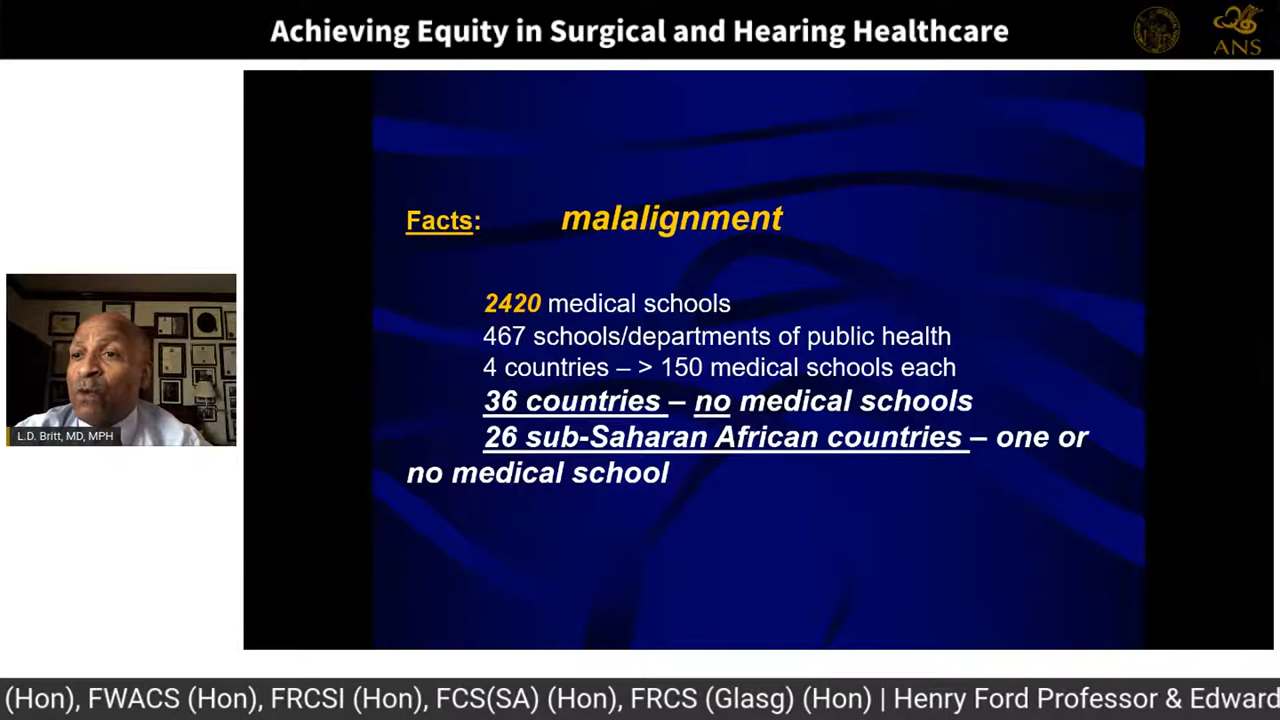 Achieving Equity in Surgical and Hearing Healthcare
ANS
Facts: malalignment
2420 medical schools
467 schools/departments of public health
4 countries – > 150 medical schools each
36 countries – no medical schools
26 sub-Saharan African countries – one or
no medical school
L.D. Britt, MD, MPH
(Hon), FWACS (Hon), FRCSI (Hon), FCS(SA) (Hon), FRCS (Glasg) (Hon) | Henry Ford Professor & Edward